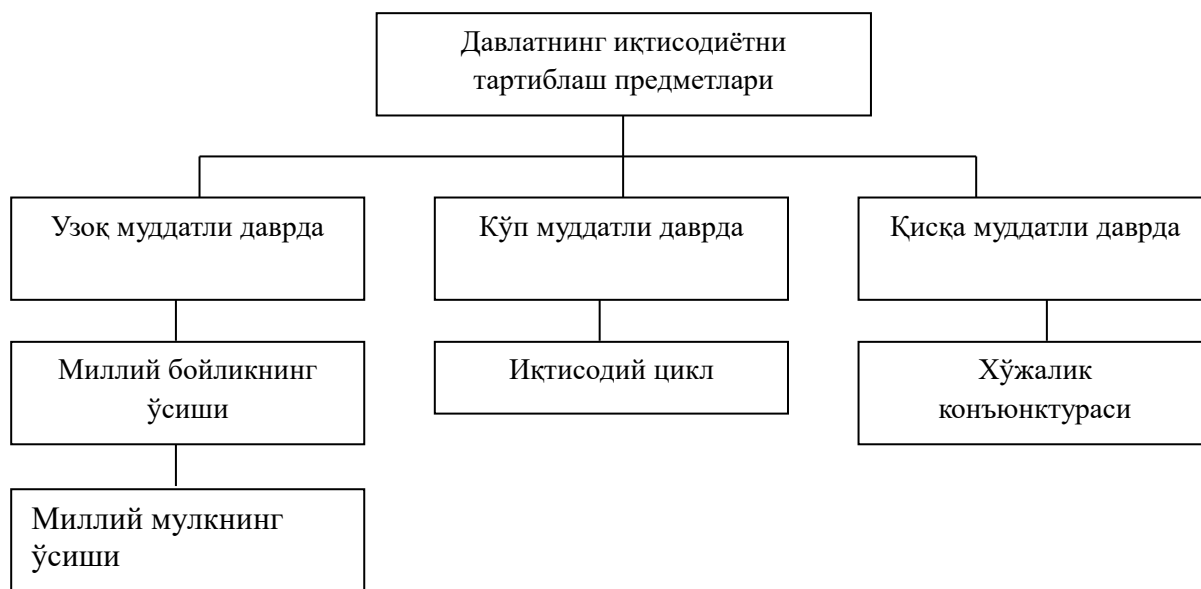 Давлатнинг иқтисодиётни
тартиблаш предметлари
Узоқ муддатли даврда
Кўп муддатли даврда
Қисқа муддатли даврда
Миллий бойликнинг
ўсиши
Иқтисодий цикл
Хўжалик
конъюнктураси
Миллий мулкнинг
ўсиши